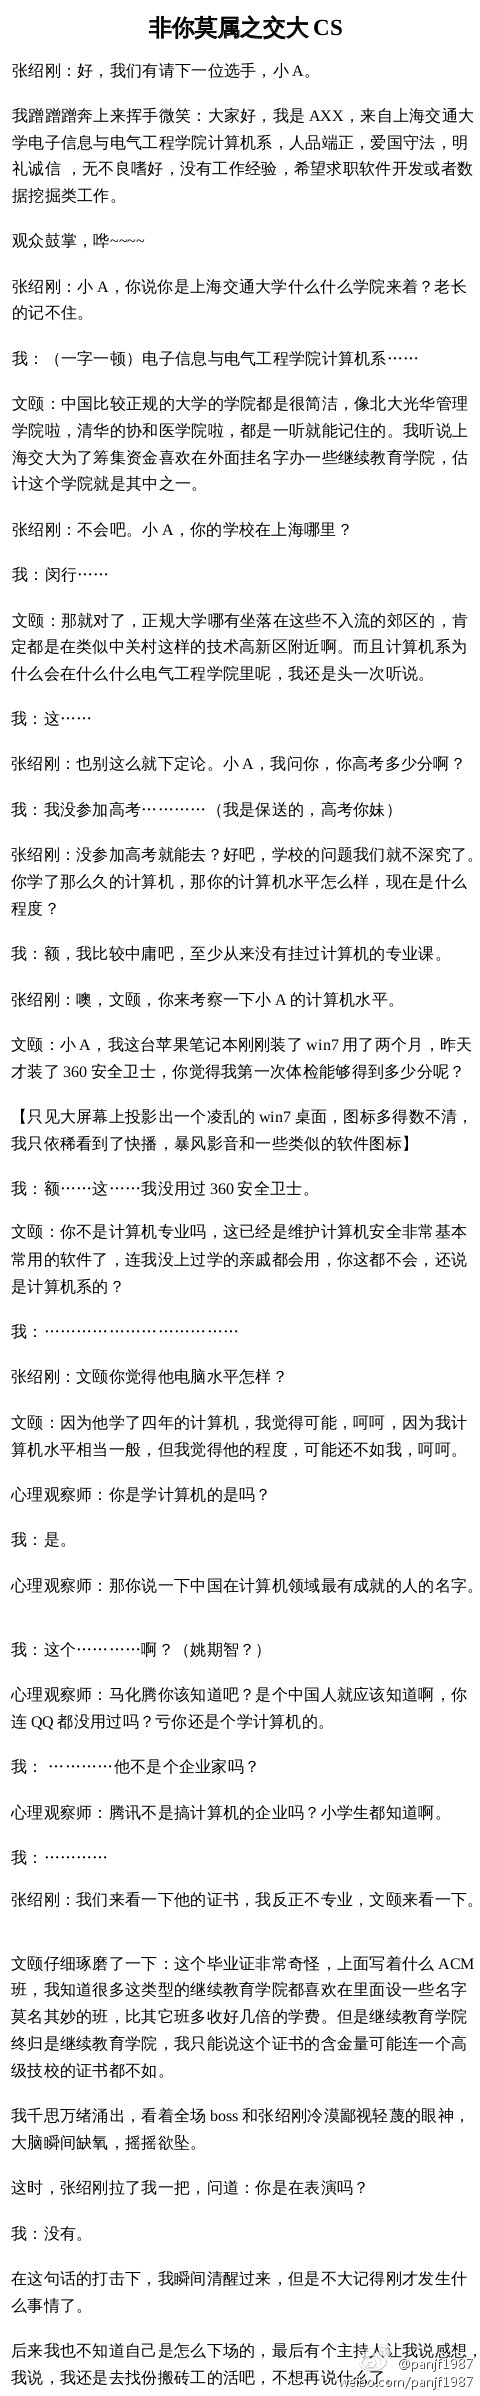 非你莫属之交大 CS
张绍刚：好，我们有请下一位选手，小 A。
我蹭蹭蹭奔上来挥手微笑：大家好，我是 AXX，来自上海交通大
学电子信息与电气工程学院计算机系，人品端正，爱国守法，明
礼诚信 ，无不良嗜好，没有工作经验，希望求职软件开发或者数
据挖掘类工作。
观众鼓掌，哗~~~~
张绍刚：小 A，你说你是上海交通大学什么什么学院来着？老长
的记不住。
我：（一字一顿）电子信息与电气工程学院计算机系……
文颐：中国比较正规的大学的学院都是很简洁，像北大光华管理
学院啦，清华的协和医学院啦，都是一听就能记住的。我听说上
海交大为了筹集资金喜欢在外面挂名字办一些继续教育学院，估
计这个学院就是其中之一。
张绍刚：不会吧。小 A，你的学校在上海哪里？
我：闵行……
文颐：那就对了，正规大学哪有坐落在这些不入流的郊区的，肯
定都是在类似中关村这样的技术高新区附近啊。而且计算机系为
什么会在什么什么电气工程学院里呢，我还是头一次听说。
我：这……
张绍刚：也别这么就下定论。小 A，我问你，你高考多少分啊？
我：我没参加高考…………（我是保送的，高考你妹）
张绍刚：没参加高考就能去？好吧，学校的问题我们就不深究了。
你学了那么久的计算机，那你的计算机水平怎么样，现在是什么
程度？
我：额，我比较中庸吧，至少从来没有挂过计算机的专业课。
张绍刚：噢，文颐，你来考察一下小 A 的计算机水平。
文颐：小 A，我这台苹果笔记本刚刚装了 win7 用了两个月，昨天
才装了 360 安全卫士，你觉得我第一次体检能够得到多少分呢？
【只见大屏幕上投影出一个凌乱的 win7 桌面，图标多得数不清，
我只依稀看到了快播，暴风影音和一些类似的软件图标】
我：额……这……我没用过 360 安全卫士。
文颐：你不是计算机专业吗，这已经是维护计算机安全非常基本
常用的软件了，连我没上过学的亲戚都会用，你这都不会，还说
是计算机系的？
我：………………………………
张绍刚：文颐你觉得他电脑水平怎样？
文颐：因为他学了四年的计算机，我觉得可能，呵呵，因为我计
算机水平相当一般，但我觉得他的程度，可能还不如我，呵呵。
心理观察师：你是学计算机的是吗？
我：是。
心理观察师：那你说一下中国在计算机领域最有成就的人的名字。
我：这个…………啊？（姚期智？）
心理观察师：马化腾你该知道吧？是个中国人就应该知道啊，你
连 QQ 都没用过吗？亏你还是个学计算机的。
我： …………他不是个企业家吗？
心理观察师：腾讯不是搞计算机的企业吗？小学生都知道啊。
我：…………
张绍刚：我们来看一下他的证书，我反正不专业，文颐来看一下。
文颐仔细琢磨了一下：这个毕业证非常奇怪，上面写着什么 ACM
班，我知道很多这类型的继续教育学院都喜欢在里面设一些名字
莫名其妙的班，比其它班多收好几倍的学费。但是继续教育学院
终归是继续教育学院，我只能说这个证书的含金量可能连一个高
级技校的证书都不如。
我千思万绪涌出，看着全场 boss 和张绍刚冷漠鄙视轻蔑的眼神，
大脑瞬间缺氧，摇摇欲坠。
这时，张绍刚拉了我一把，问道：你是在表演吗？
我：没有。
在这句话的打击下，我瞬间清醒过来，但是不大记得刚才发生什
么事情了。
后来我也不知道自己是怎么下场的，最后有个主持人让我说感想，
我说，我还是去找份搬砖工的活吧，不想再说什么了
@panjf1987
weibo.com/panjf1987